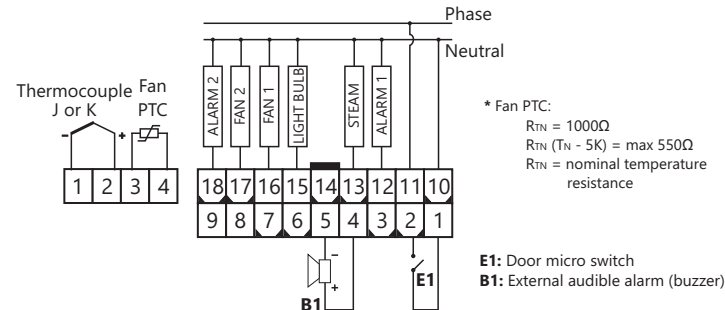 Phase
Neutral
Thermocouple
J or K
Fan
PTC
- +
1 2 3 4
ALARM 2
FAN 2
FAN 1
LIGHT BULB
STEAM
ALARM 1
18 17 16 15 14 13 12 11 10
9 8 7 6 5 4 3 2 1
-
+
B1
E1
* Fan PTC:
RTN = 1000Ω
RTN (TN - 5K) = max 550Ω
RTN = nominal temperature
resistance
E1: Door micro switch
B1: External audible alarm (buzzer)